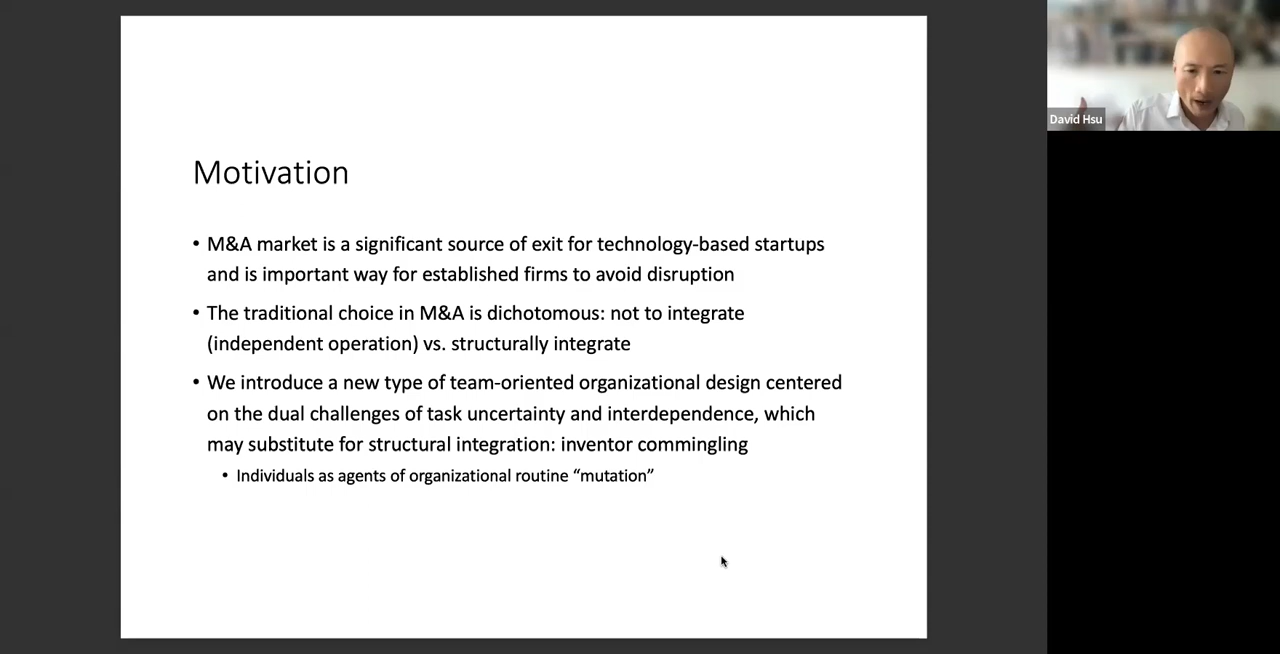 Motivation
• M&A market is a significant source of exit for technology-based startups
and is important way for established firms to avoid disruption
• The traditional choice in M&A is dichotomous: not to integrate
(independent operation) vs. structurally integrate
• We introduce a new type of team-oriented organizational design centered
on the dual challenges of task uncertainty and interdependence, which
may substitute for structural integration: inventor commingling
• Individuals as agents of organizational routine “mutation”
David Hsu